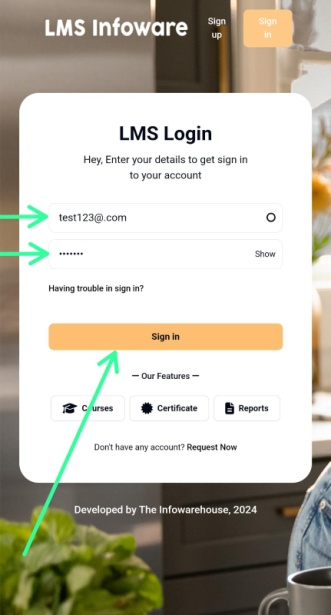 LMS Infoware
Sign
up
Sign
in
LMS Login
Hey, Enter your details to get sign in
to your account
test123@.com
•••••••
Show
Having trouble in sign in?
Sign in
— Our Features —
Courses
Certificate
Reports
Don't have any account? Request Now
Developed by The Infowarehouse, 2024